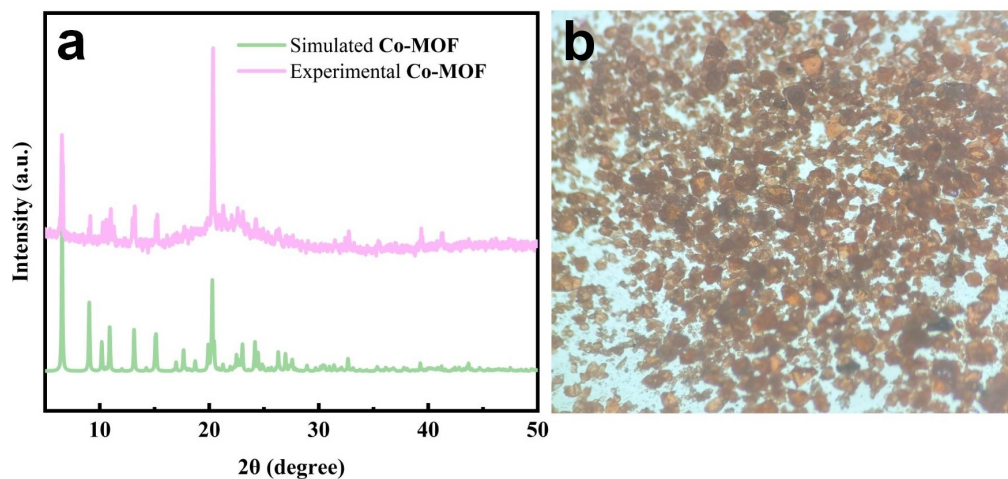 a
Simulated Co-MOF
Experimental Co-MOF
Intensity (a.u.)
10 20 30 40 50
2θ (degree)
b